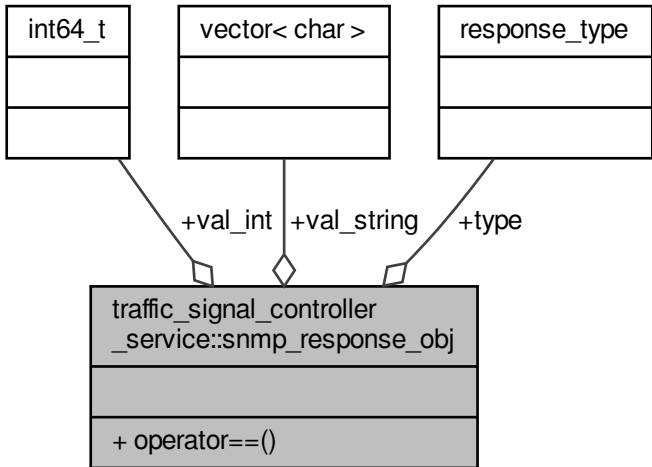 int64_t
vector< char >
response_type
+val_int
+val_string
+type
traffic_signal_controller
_service::snmp_response_obj
+ operator==()